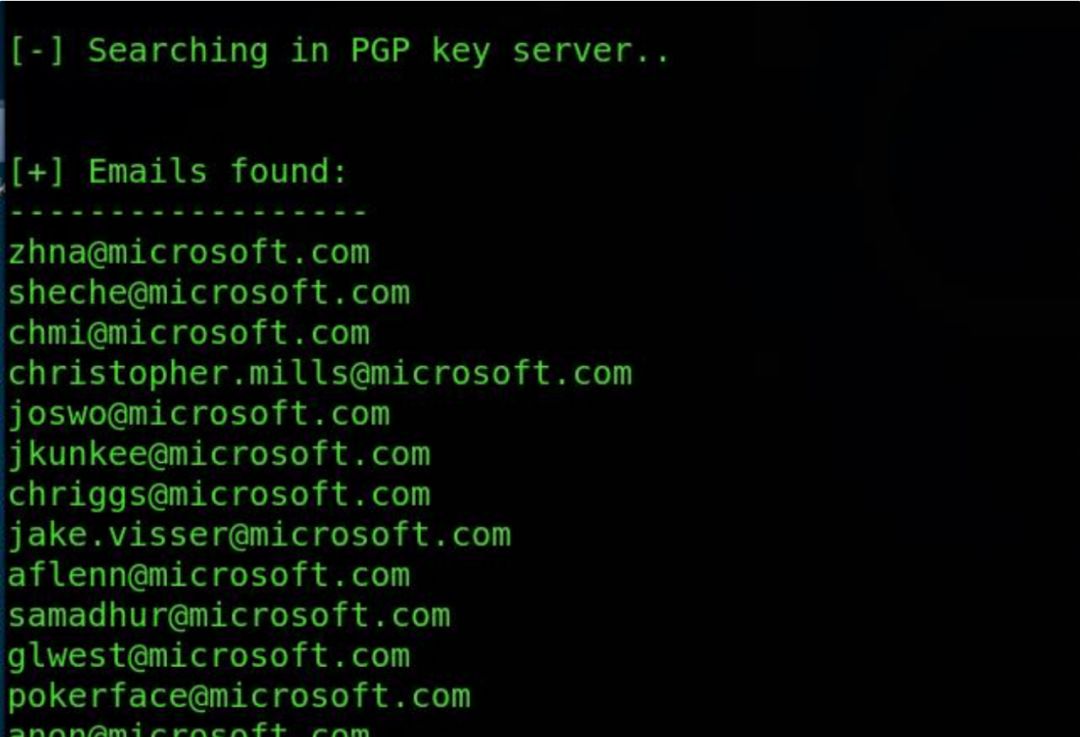 [-] Searching in PGP key server..
[+] Emails found:
------------------
zhna@microsoft.com
sheche@microsoft.com
chmi@microsoft.com
christopher.mills@microsoft.com
joswo@microsoft.com
jkunkee@microsoft.com
chriggs@microsoft.com
jake.visser@microsoft.com
aflenn@microsoft.com
samadhur@microsoft.com
glwest@microsoft.com
pokerface@microsoft.com
anon@microsoft.com